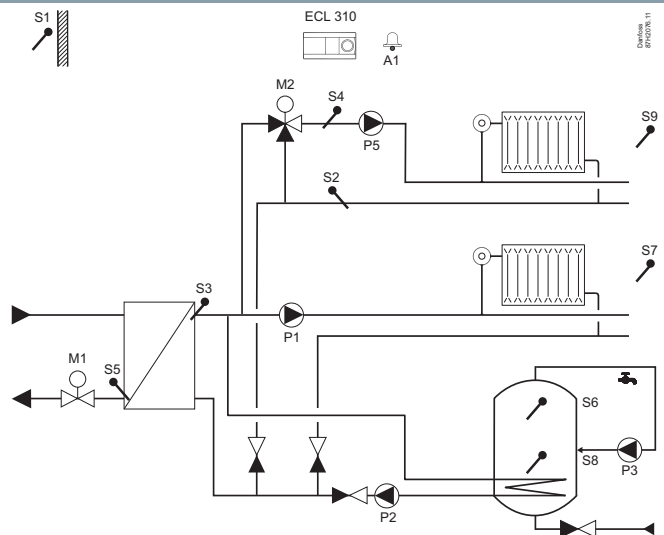 S1
ECL 310
A1
Danfoss
87H2076.11
M2
S4
P5
S9
S2
S7
S3
P1
M1
S5
S6
S8
P3
P2